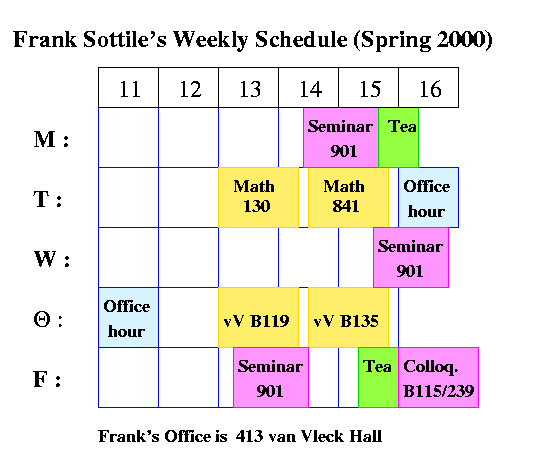 Frank Sottile's Weekly Schedule (Spring 2000)
11 12 13 14 15 16
M :
Seminar
901
Tea
T :
Math
130
Math
841
Office
hour
W :
Seminar
901
Θ :
Office
hour
vV B119
vV B135
F :
Seminar
901
Tea
Colloq.
B115/239
Frank's Office is 413 van Vleck Hall